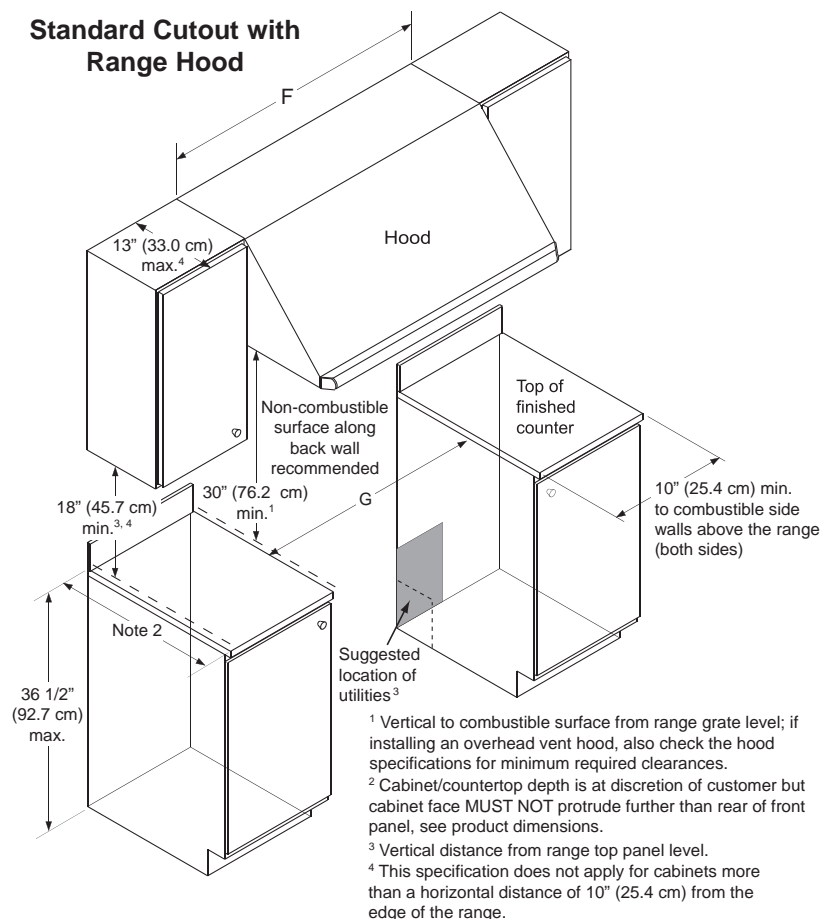 Standard Cutout with
Range Hood
F
13” (33.0 cm)
max.⁴
Hood
Non-combustible
surface along
back wall
recommended
Top of
finished
counter
18” (45.7 cm)
min.³, ⁴
30” (76.2 cm)
min.¹
G
10” (25.4 cm) min.
to combustible side
walls above the range
(both sides)
Note 2
36 1/2”
(92.7 cm)
max.
Suggested
location of
utilities³
¹ Vertical to combustible surface from range grate level; if
installing an overhead vent hood, also check the hood
specifications for minimum required clearances.
² Cabinet/countertop depth is at discretion of customer but
cabinet face MUST NOT protrude further than rear of front
panel, see product dimensions.
³ Vertical distance from range top panel level.
⁴ This specification does not apply for cabinets more
than a horizontal distance of 10” (25.4 cm) from the
edge of the range.